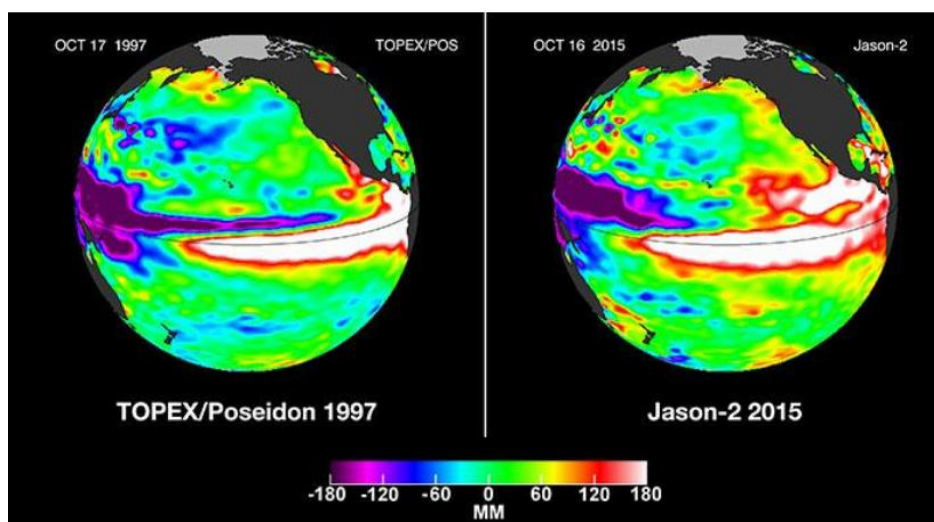 OCT 17 1997
TOPEX/POS
OCT 16 2015
Jason-2
TOPEX/Poseidon 1997
Jason-2 2015
-180 -120 -60 0 60 120 180
MM